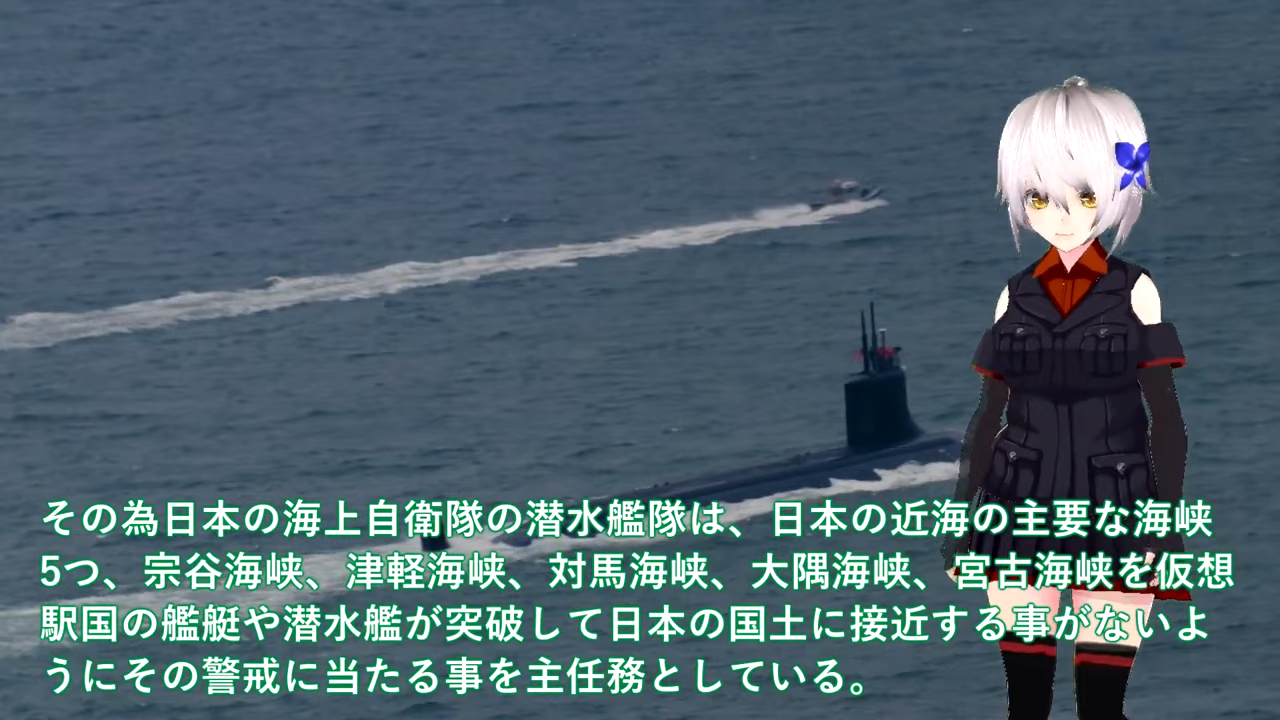 その為日本の海上自衛隊の潜水艦隊は、日本の近海の主要な海峡
5つ、宗谷海峡、津軽海峡、対馬海峡、大隅海峡、宮古海峡を仮想
駅国の艦艇や潜水艦が突破して日本の国土に接近する事がないよ
うにその警戒に当たる事を主任務としている。